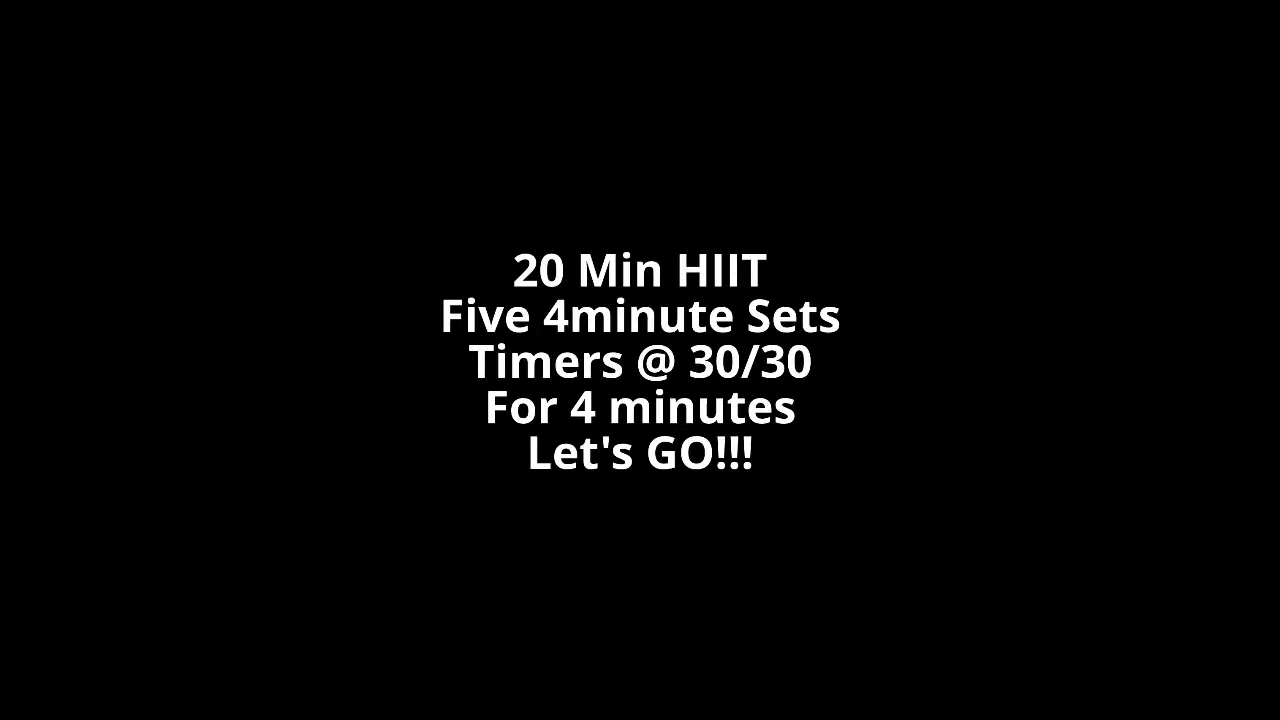 20 Min HIIT
Five 4minute Sets
Timers @ 30/30
For 4 minutes
Let's GO!!!